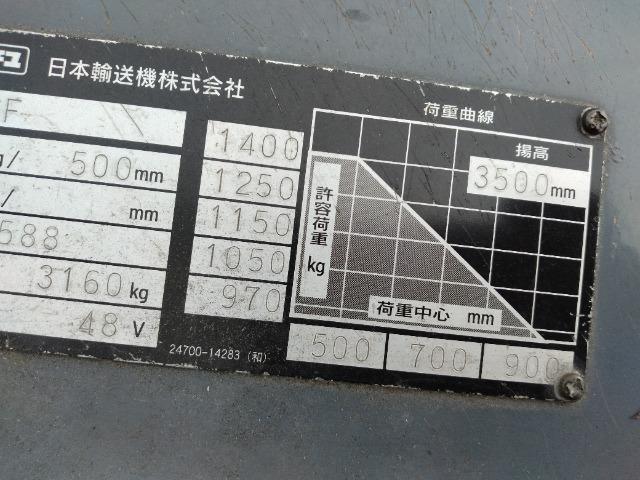 日本輸送機株式会社
F
荷重曲線
揚高
3500mm
1400
1250
1150
1050
970
許容荷重
kg
荷重中心 mm
500
700
900
/ 500mm
/ mm
588
3160kg
48V
24700-14283 (和)